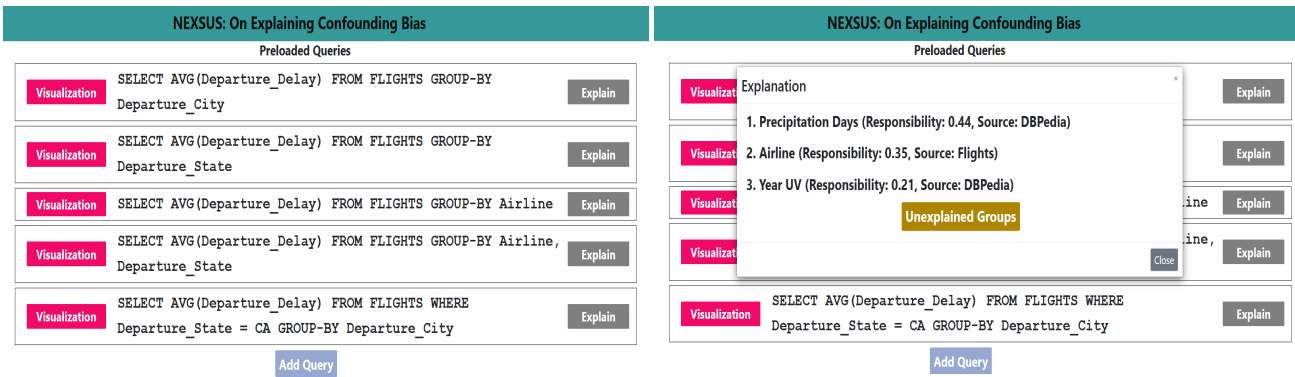 NEXSUS: On Explaining Confounding Bias
Preloaded Queries
Visualization
SELECT AVG(Departure_Delay) FROM FLIGHTS GROUP-BY
Departure_City
Explain
Visualization
SELECT AVG(Departure_Delay) FROM FLIGHTS GROUP-BY
Departure_State
Explain
Visualization
SELECT AVG(Departure_Delay) FROM FLIGHTS GROUP-BY Airline
Explain
Visualization
SELECT AVG(Departure_Delay) FROM FLIGHTS GROUP-BY Airline,
Departure_State
Explain
Visualization
SELECT AVG(Departure_Delay) FROM FLIGHTS WHERE
Departure_State = CA GROUP-BY Departure_City
Explain
Add Query
NEXSUS: On Explaining Confounding Bias
Preloaded Queries
Visualizati
Explain
Visualizat
Explain
Visualizat
line
Explain
Visualizat
line,
Explain
Explanation
x
1. Precipitation Days (Responsibility: 0.44, Source: DBPedia)
2. Airline (Responsibility: 0.35, Source: Flights)
3. Year UV (Responsibility: 0.21, Source: DBPedia)
Unexplained Groups
Close
Visualization
SELECT AVG(Departure_Delay) FROM FLIGHTS WHERE
Departure_State = CA GROUP-BY Departure_City
Explain
Add Query